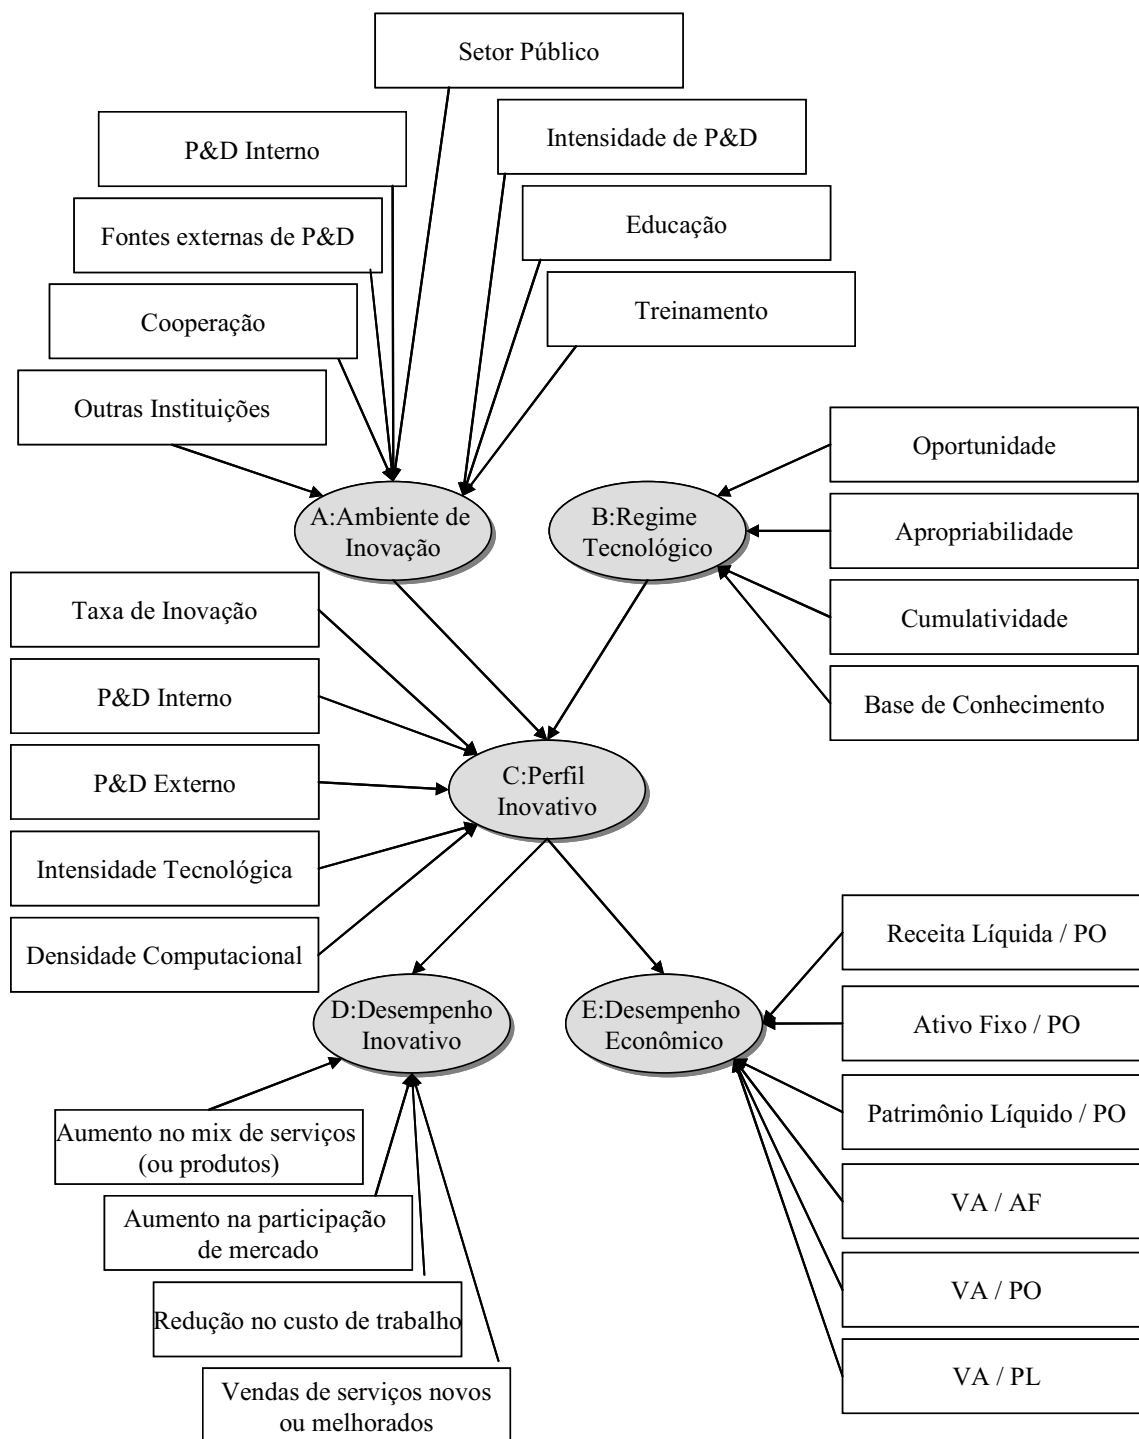 Setor Público
P&D Interno
Intensidade de P&D
Fontes externas de P&D
Educação
Cooperação
Treinamento
Outras Instituições
Oportunidade
A:Ambiente de
Inovação
B:Regime
Tecnológico
Apropriabilidade
Taxa de Inovação
Cumulatividade
P&D Interno
Base de Conhecimento
P&D Externo
C:Perfil
Inovativo
Intensidade Tecnológica
Densidade Computacional
Receita Líquida / PO
D:Desempenho
Inovativo
E:Desempenho
Econômico
Ativo Fixo / PO
Patrimônio Líquido / PO
Aumento no mix de serviços
(ou produtos)
VA / AF
Aumento na participação
de mercado
VA / PO
Redução no custo de trabalho
VA / PL
Vendas de serviços novos
ou melhorados